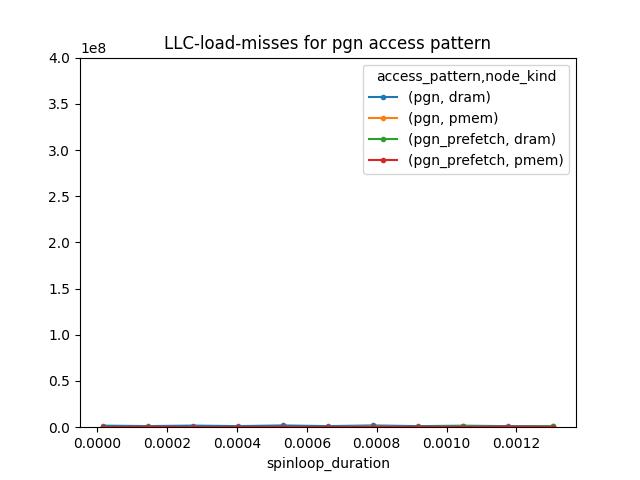 LLC-load-misses for pgn access pattern
1e8
4.0
3.5
3.0
2.5
2.0
1.5
1.0
0.5
0.0
access_pattern,node_kind
(pgn, dram)
(pgn, pmem)
(pgn_prefetch, dram)
(pgn_prefetch, pmem)
0.0000 0.0002 0.0004 0.0006 0.0008 0.0010 0.0012
spinloop_duration